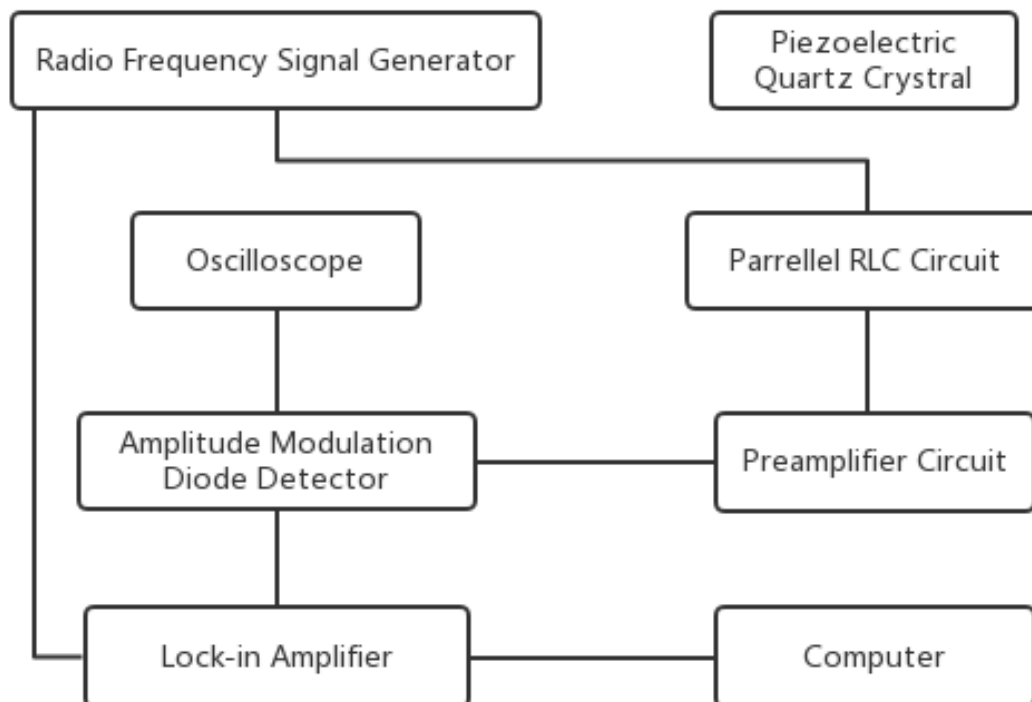 Radio Frequency Signal Generator
Piezoelectric
Quartz Crystral
Oscilloscope
Parrellel RLC Circuit
Amplitude Modulation
Diode Detector
Preamplifier Circuit
Lock-in Amplifier
Computer